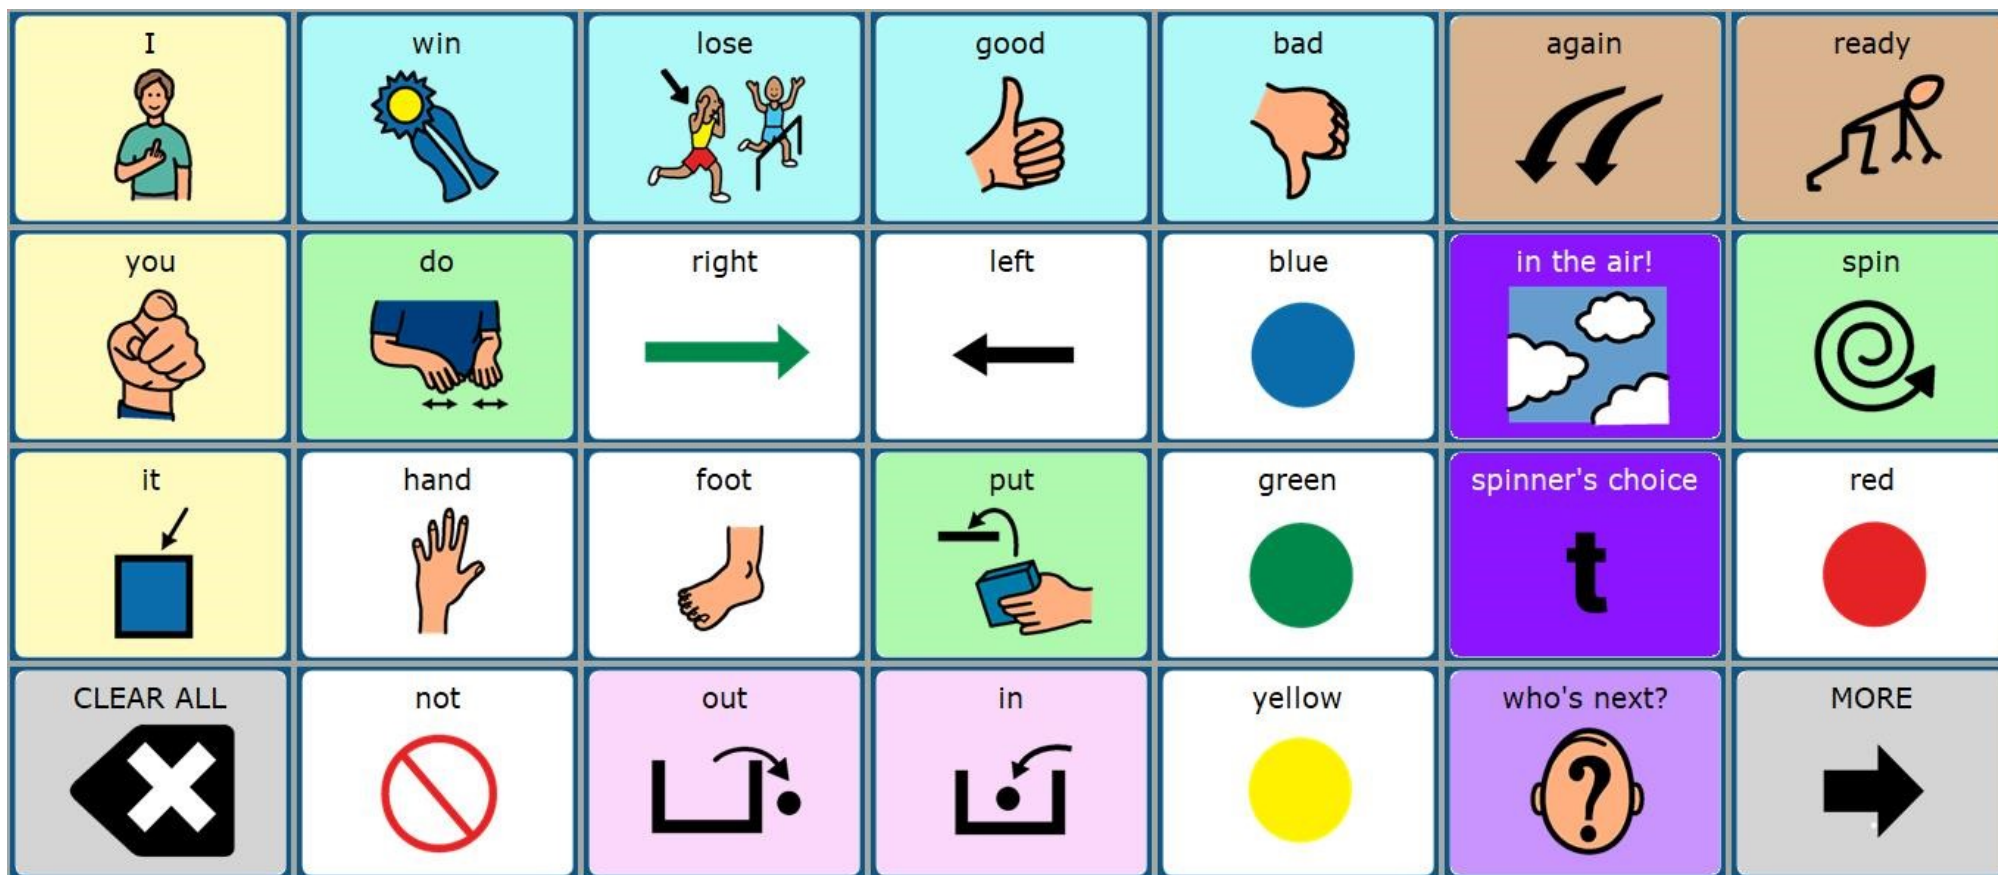 I
win
lose
good
bad
again
ready
you
do
right
left
blue
in the air!
spin
it
hand
foot
put
green
spinner's choice
t
red
CLEAR ALL
not
out
in
yellow
who's next?
?
MORE